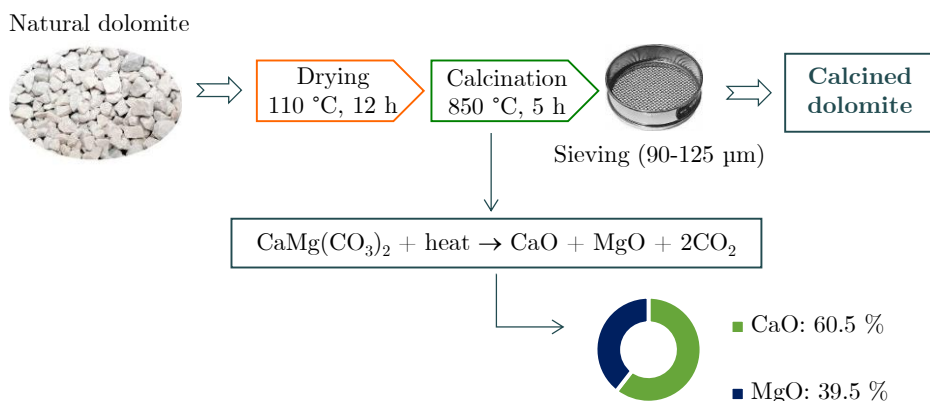 Natural dolomite
Drying
110 °C, 12 h
Calcination
850 °C, 5 h
Sieving (90-125 µm)
Calcined
dolomite
CaMg(CO₃)₂ + heat → CaO + MgO + 2CO₂
CaO: 60.5 %
MgO: 39.5 %